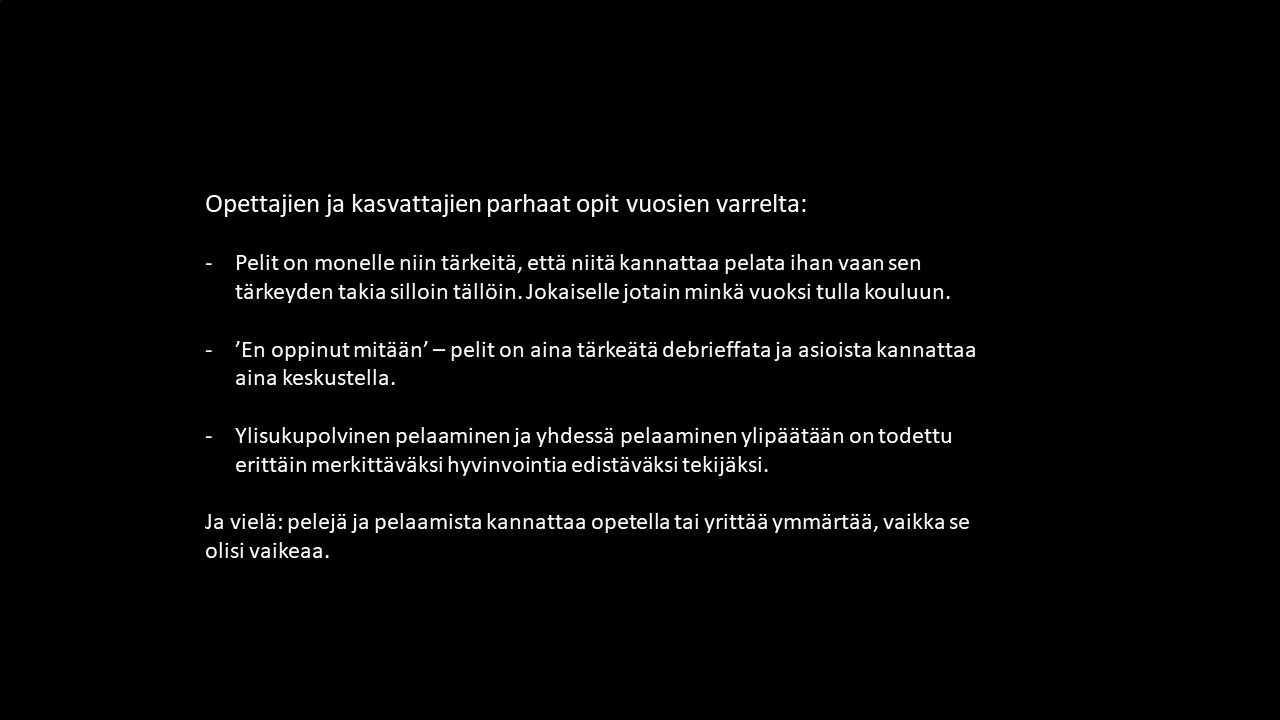 Opettajien ja kasvattajien parhaat opit vuosien varrelta:
- Pelit on monelle niin tärkeitä, että niitä kannattaa pelata ihan vaan sen
tärkeyden takia silloin tällöin. Jokaiselle jotain minkä vuoksi tulla kouluun.
- ’En oppinut mitään’ – pelit on aina tärkeätä debrieffata ja asioista kannattaa
aina keskustella.
- Ylisukupolvinen pelaaminen ja yhdessä pelaaminen ylipäätään on todettu
erittäin merkittäväksi hyvinvointia edistäväksi tekijäksi.
Ja vielä: pelejä ja pelaamista kannattaa opetella tai yrittää ymmärtää, vaikka se
olisi vaikeaa.